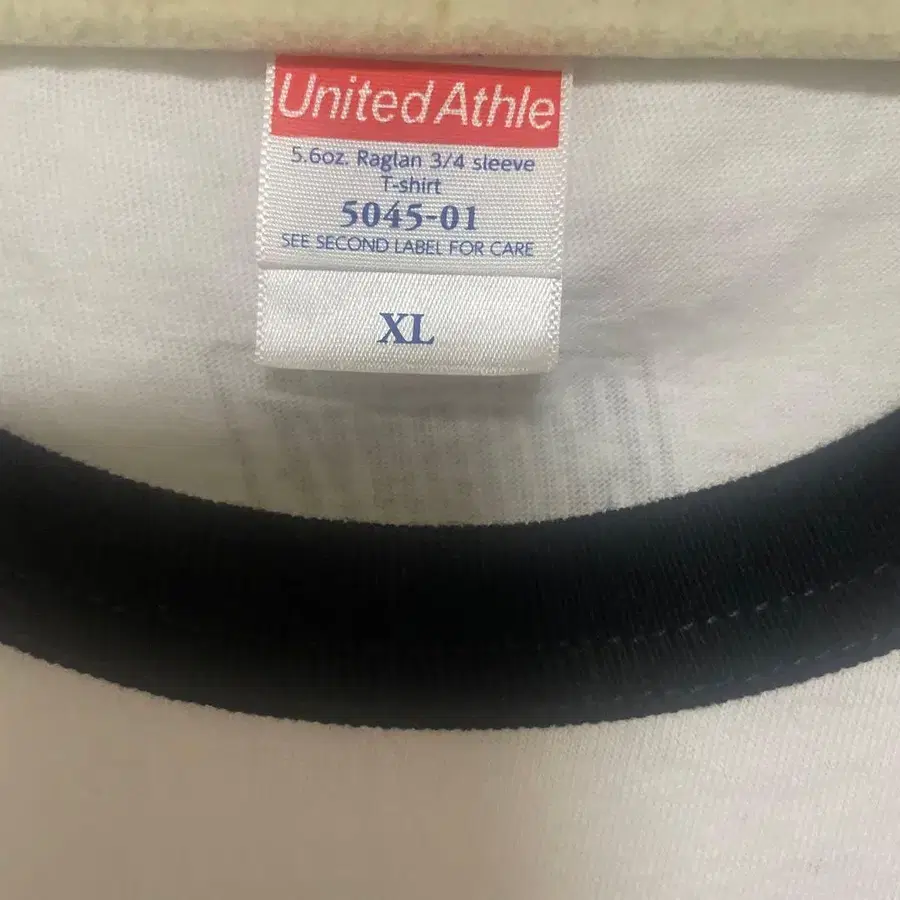 United Athle
5.6oz. Raglan 3/4 sleeve
T-shirt
5045-01
SEE SECOND LABEL FOR CARE
XL